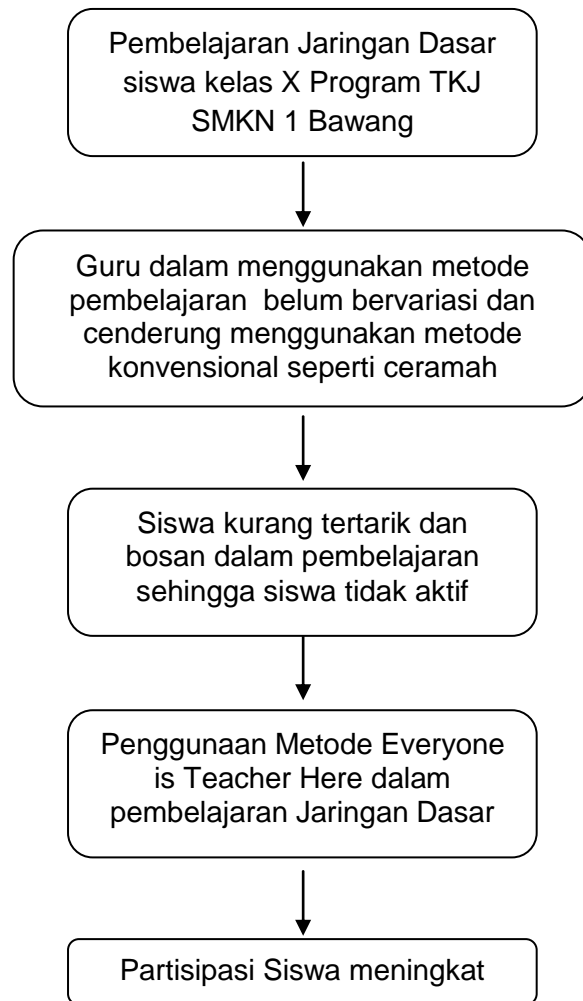 Pembelajaran Jaringan Dasar
siswa kelas X Program TKJ
SMKN 1 Bawang
Guru dalam menggunakan metode
pembelajaran belum bervariasi dan
cenderung menggunakan metode
konvensional seperti ceramah
Siswa kurang tertarik dan
bosan dalam pembelajaran
sehingga siswa tidak aktif
Penggunaan Metode Everyone
is Teacher Here dalam
pembelajaran Jaringan Dasar
Partisipasi Siswa meningkat